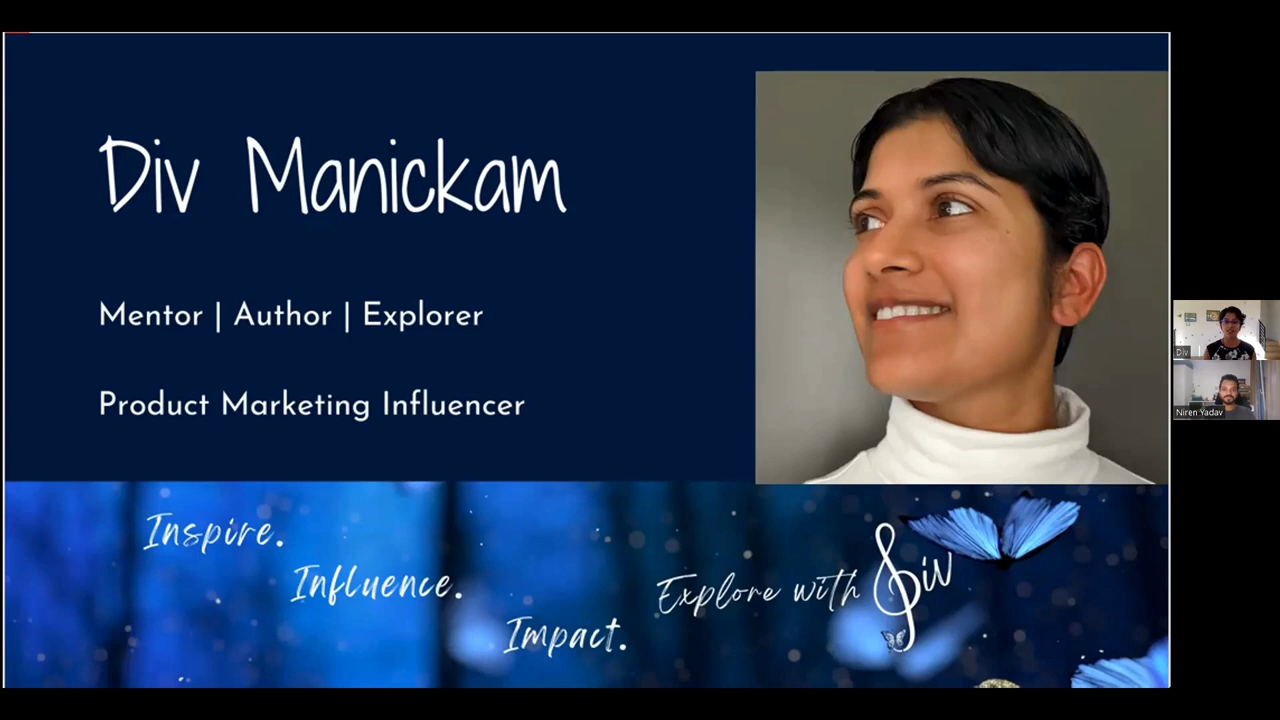 Div Manickam
Mentor | Author | Explorer
Product Marketing Influencer
Inspire.
Influence.
Impact.
Explore with Div
Div
Niren Yadav